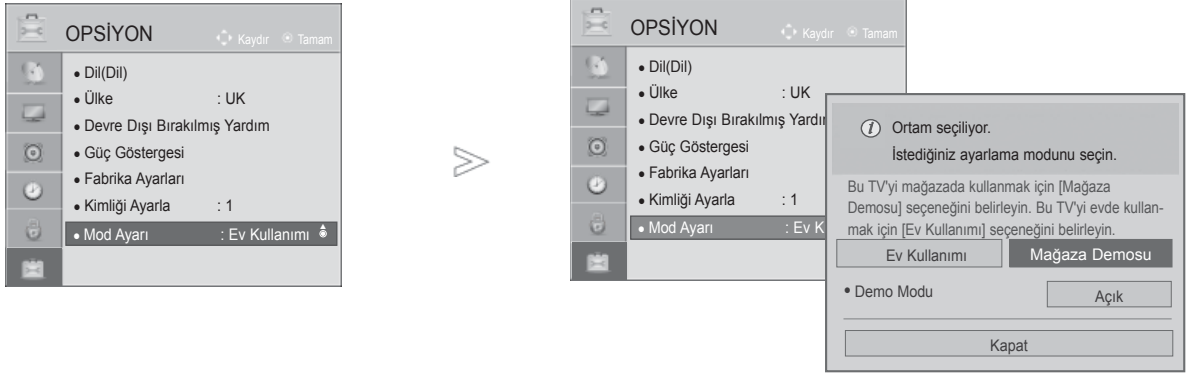 OPSİYON
Kaydır Tamam
● Dil(Dil)
● Ülke : UK
● Devre Dışı Bırakılmış Yardım
● Güç Göstergesi
● Fabrika Ayarları
● Kimliği Ayarla : 1
● Mod Ayarı : Ev Kullanımı
OPSİYON
Kaydır Tamam
● Dil(Dil)
● Ülke : UK
● Devre Dışı Bırakılmış Yardı
● Güç Göstergesi
● Fabrika Ayarları
● Kimliği Ayarla : 1
● Mod Ayarı : Ev K
i Ortam seçiliyor.
İstediğiniz ayarlama modunu seçin.
Bu TV'yi mağazada kullanmak için [Mağaza
Demosu] seçeneğini belirleyin. Bu TV'yi evde kullan-
mak için [Ev Kullanımı] seçeneğini belirleyin.
Ev Kullanımı Mağaza Demosu
● Demo Modu Açık
Kapat